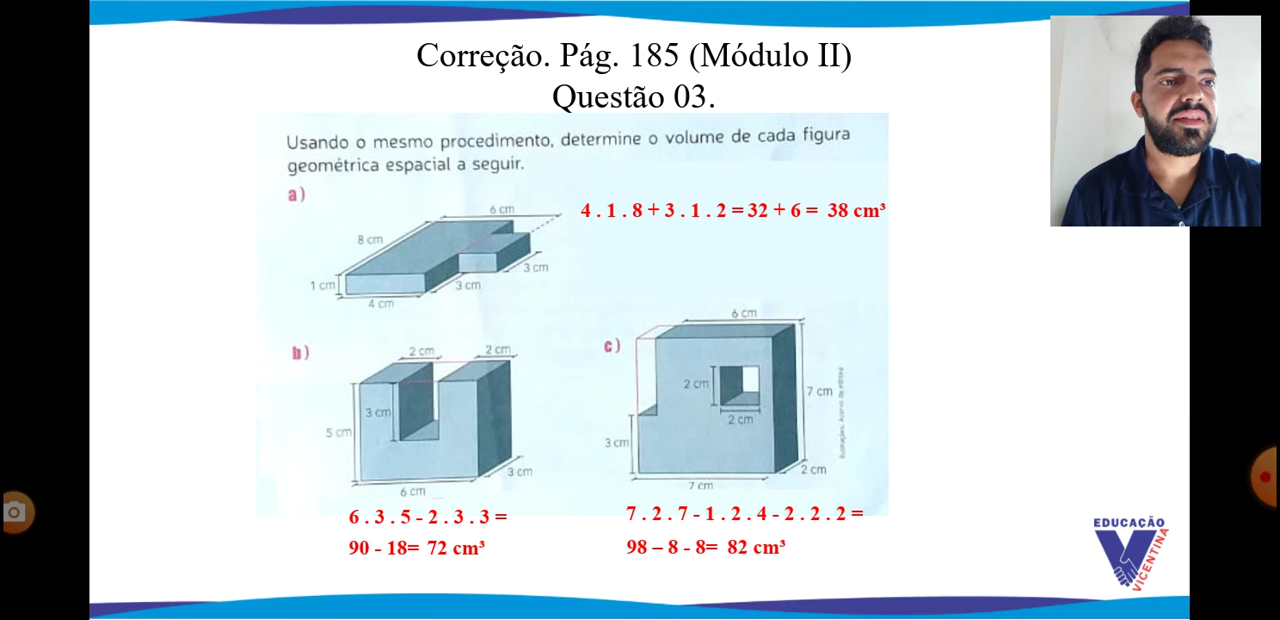 Correção. Pág. 185 (Módulo II)
Questão 03.
Usando o mesmo procedimento, determine o volume de cada figura
geométrica espacial a seguir.
a)
6 cm
4 . 1 . 8 + 3 . 1 . 2 = 32 + 6 = 38 cm³
8 cm
3 cm
1 cm
3 cm
4 cm
b)
2 cm
2 cm
3 cm
5 cm
3 cm
6 cm
c)
6 cm
2 cm
7 cm
2 cm
3 cm
2 cm
7 cm
6 . 3 . 5 - 2 . 3 . 3 =
90 - 18= 72 cm³
7 . 2 . 7 - 1 . 2 . 4 - 2 . 2 . 2 =
98 – 8 - 8= 82 cm³
EDUCAÇÃO
VICENTINA